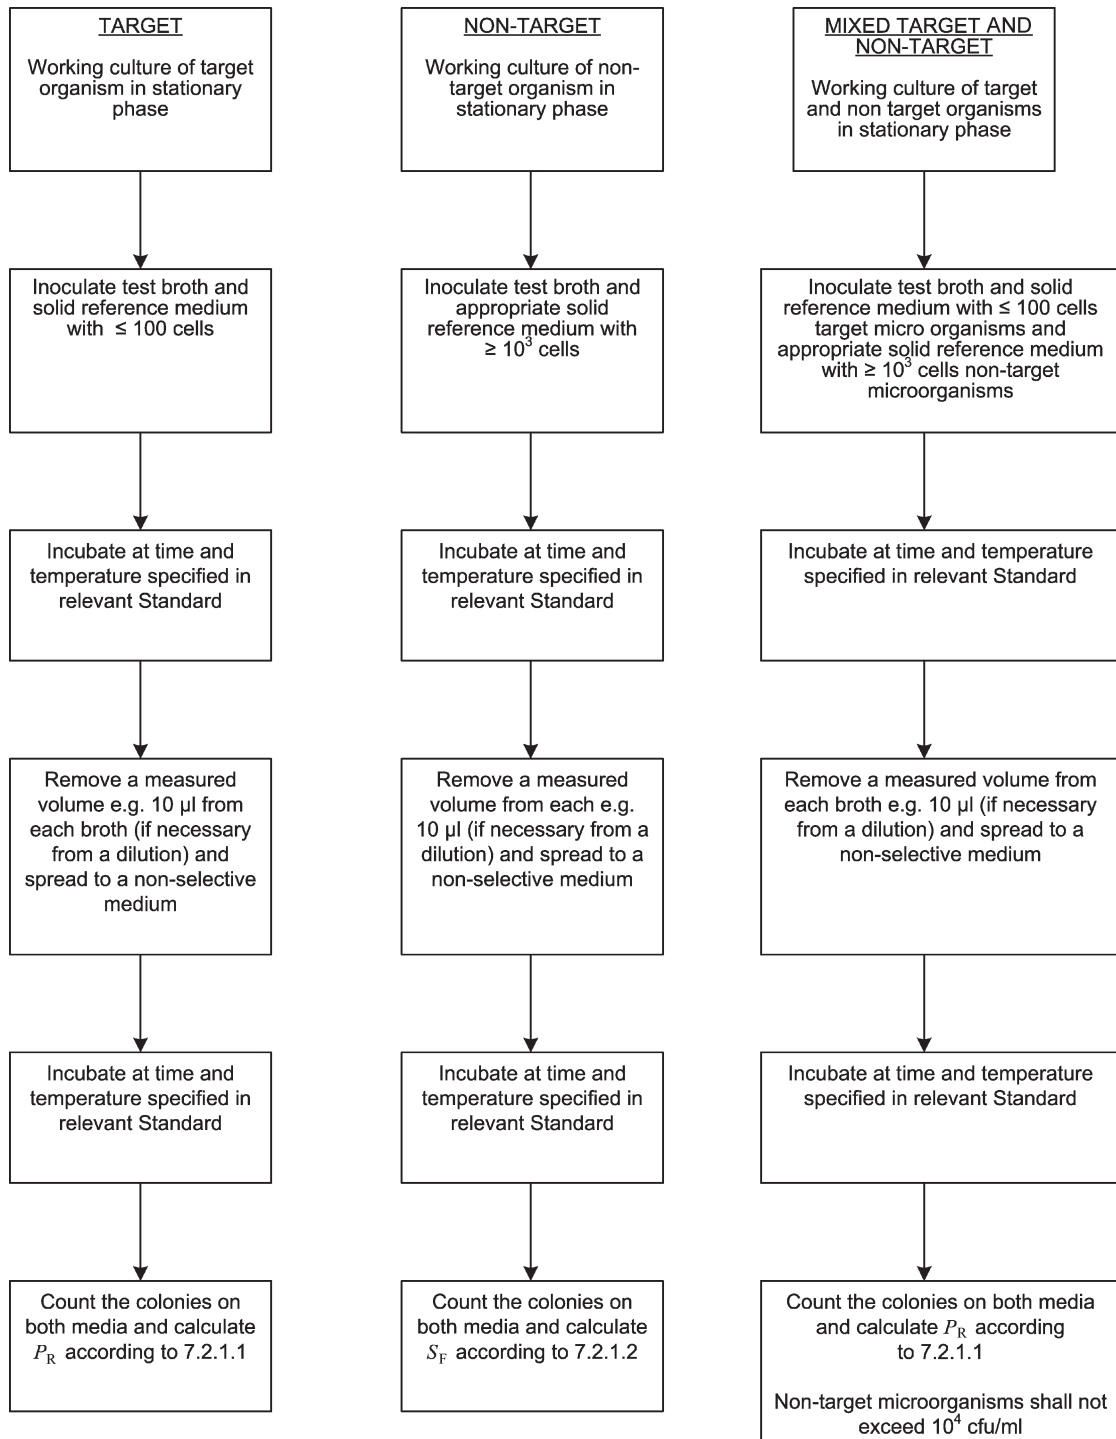 TARGET
Working culture of target
organism in stationary
phase
Inoculate test broth and
solid reference medium
with ≤ 100 cells
Incubate at time and
temperature specified in
relevant Standard
Remove a measured
volume e.g. 10 µl from
each broth (if necessary
from a dilution) and
spread to a non-selective
medium
Incubate at time and
temperature specified in
relevant Standard
Count the colonies on
both media and calculate
P_R according to 7.2.1.1
NON-TARGET
Working culture of non-
target organism in
stationary phase
Inoculate test broth and
appropriate solid
reference medium with
≥ 10³ cells
Incubate at time and
temperature specified in
relevant Standard
Remove a measured
volume from each e.g.
10 µl (if necessary from a
dilution) and spread to a
non-selective medium
Incubate at time and
temperature specified in
relevant Standard
Count the colonies on
both media and calculate
S_F according to 7.2.1.2
MIXED TARGET AND
NON-TARGET
Working culture of target
and non target organisms
in stationary phase
Inoculate test broth and solid
reference medium with ≤ 100 cells
target micro organisms and
appropriate solid reference medium
with ≥ 10³ cells non-target
microorganisms
Incubate at time and temperature
specified in relevant Standard
Remove a measured volume from
each broth e.g. 10 µl (if necessary
from a dilution) and spread to a
non-selective medium
Incubate at time and temperature
specified in relevant Standard
Count the colonies on both media
and calculate P_R according
to 7.2.1.1
Non-target microorganisms shall not
exceed 10⁴ cfu/ml